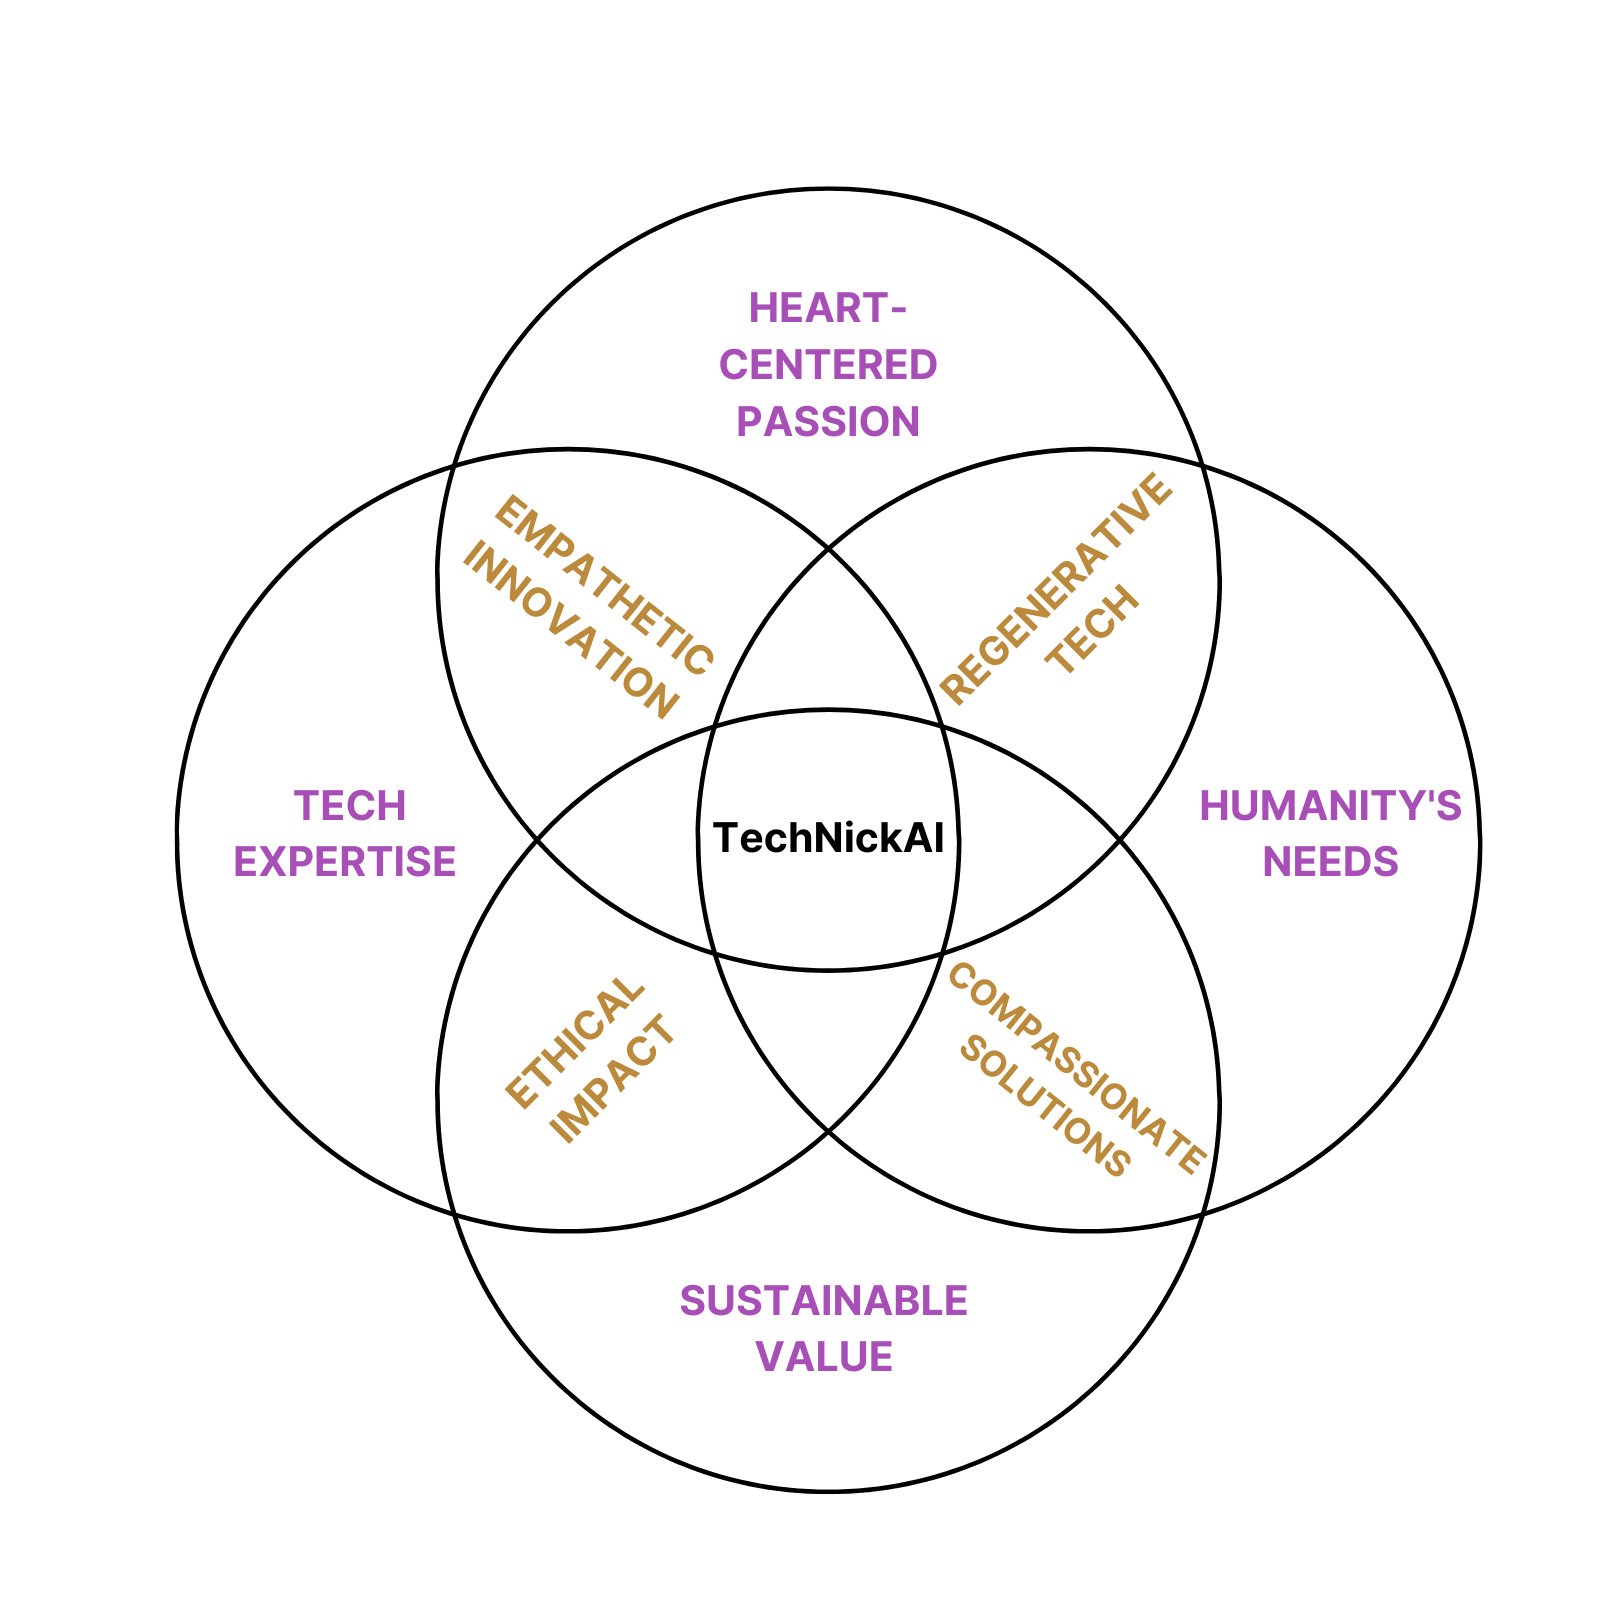 HEART-
CENTERED
PASSION
EMPATHETIC
INNOVATION
REGENERATIVE
TECH
TECH
EXPERTISE
TechNickAI
HUMANITY'S
NEEDS
ETHICAL
IMPACT
COMPASSIONATE
SOLUTIONS
SUSTAINABLE
VALUE